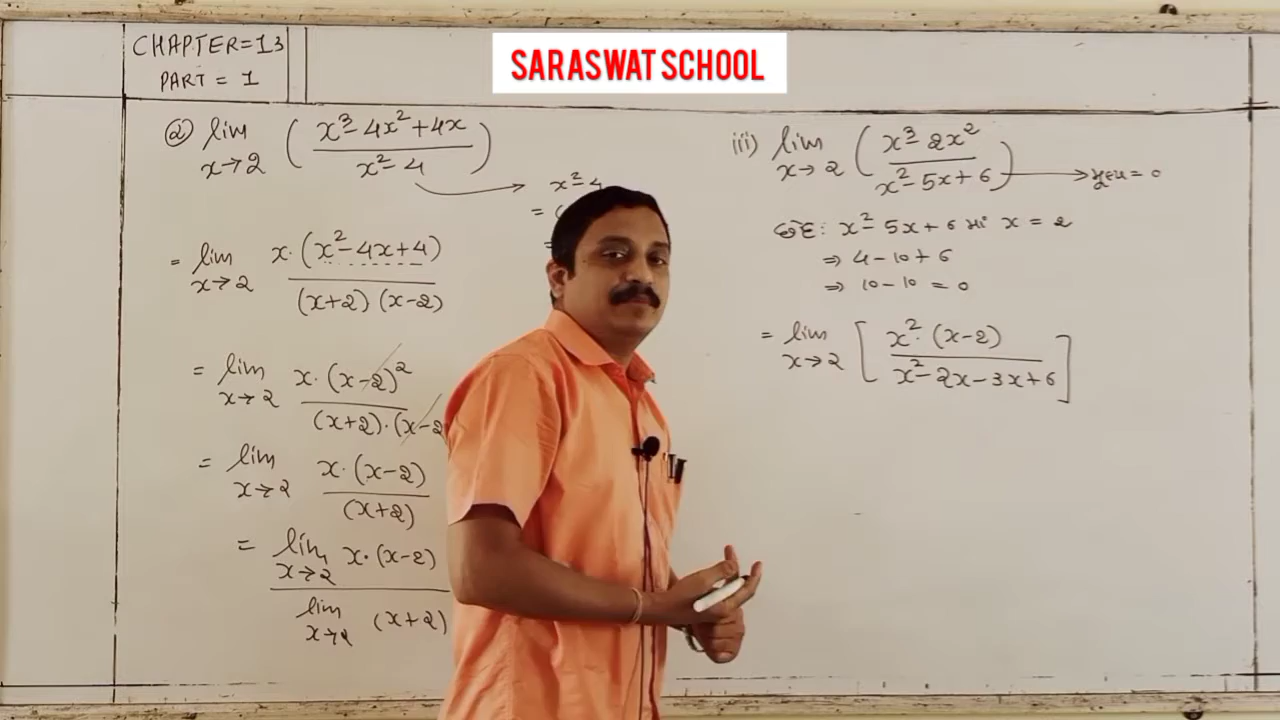 CHAPTER=13
PART = 1
SARASWAT SCHOOL
② lim x→2 ( x³-4x²+4x / x²-4 )
x²-4
= lim x→2 x·(x²-4x+4) / (x+2) (x-2)
= lim x→2 x·(x-2)² / (x+2)·(x-2
= lim x→2 x·(x-2) / (x+2)
= lim x→2 x·(x-2) / lim x→2 (x+2)
iii) lim x→2 ( x³-2x² / x²-5x+6 )
x²-5x+6 x = 2
⇒ 4-10+6
⇒ 10-10 = 0
= lim x→2 [ x²·(x-2) / x²-2x-3x+6 ]